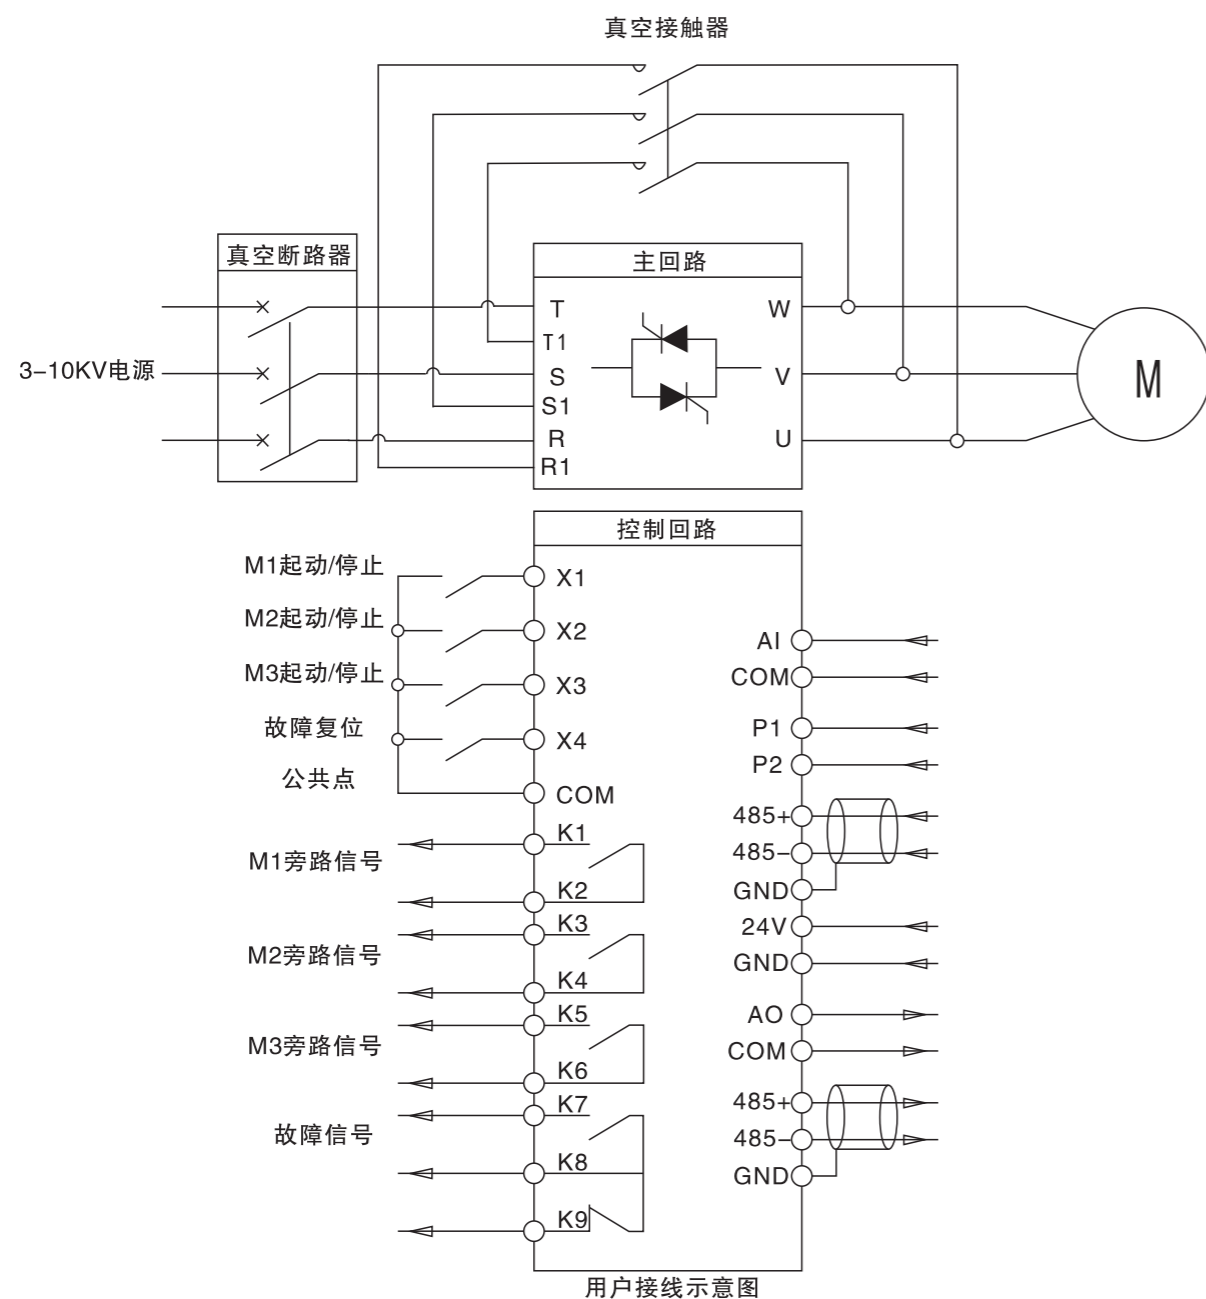 真空接触器
真空断路器
主回路
T
W
T1
3–10KV电源
S
V
M
S1
R
U
R1
控制回路
M1起动/停止
X1
M2起动/停止
X2
AI
M3起动/停止
X3
COM
故障复位
X4
P1
P2
公共点
COM
485+
K1
485–
M1旁路信号
K2
GND
K3
24V
M2旁路信号
GND
K4
K5
AO
M3旁路信号
COM
K6
K7
485+
故障信号
485–
K8
GND
K9
用户接线示意图